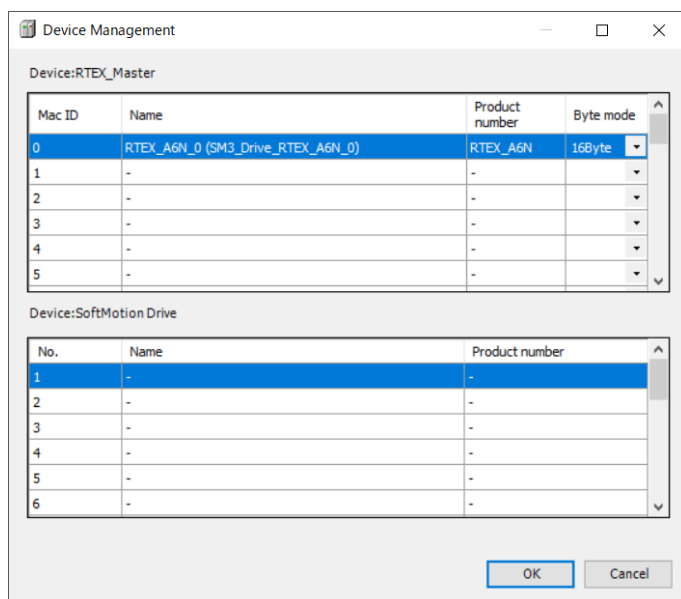 Device Management
Device:RTEX_Master
Mac ID Name Product number Byte mode
0 RTEX_A6N_0 (SM3_Drive_RTEX_A6N_0) RTEX_A6N 16Byte
1 - -
2 - -
3 - -
4 - -
5 - -
Device:SoftMotion Drive
No. Name Product number
1 - -
2 - -
3 - -
4 - -
5 - -
6 - -
OK Cancel